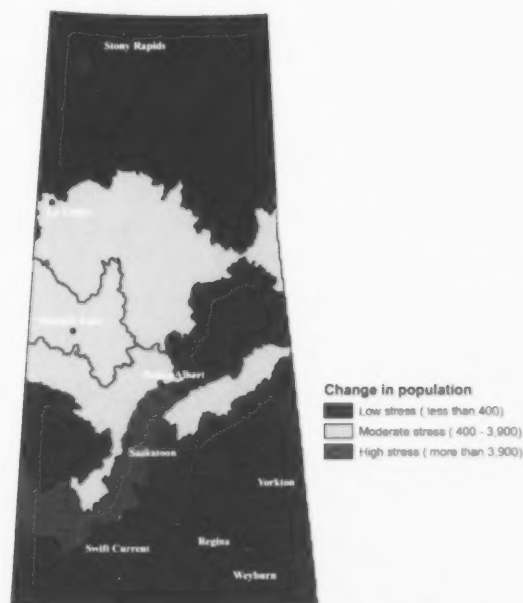 Stony Rapids
Albert
Saskatoon
Yorkton
Swift Current
Regina
Weyburn
Change in population
Low stress ( less than 400)
Moderate stress ( 400 - 3,900)
High stress ( more than 3,900)